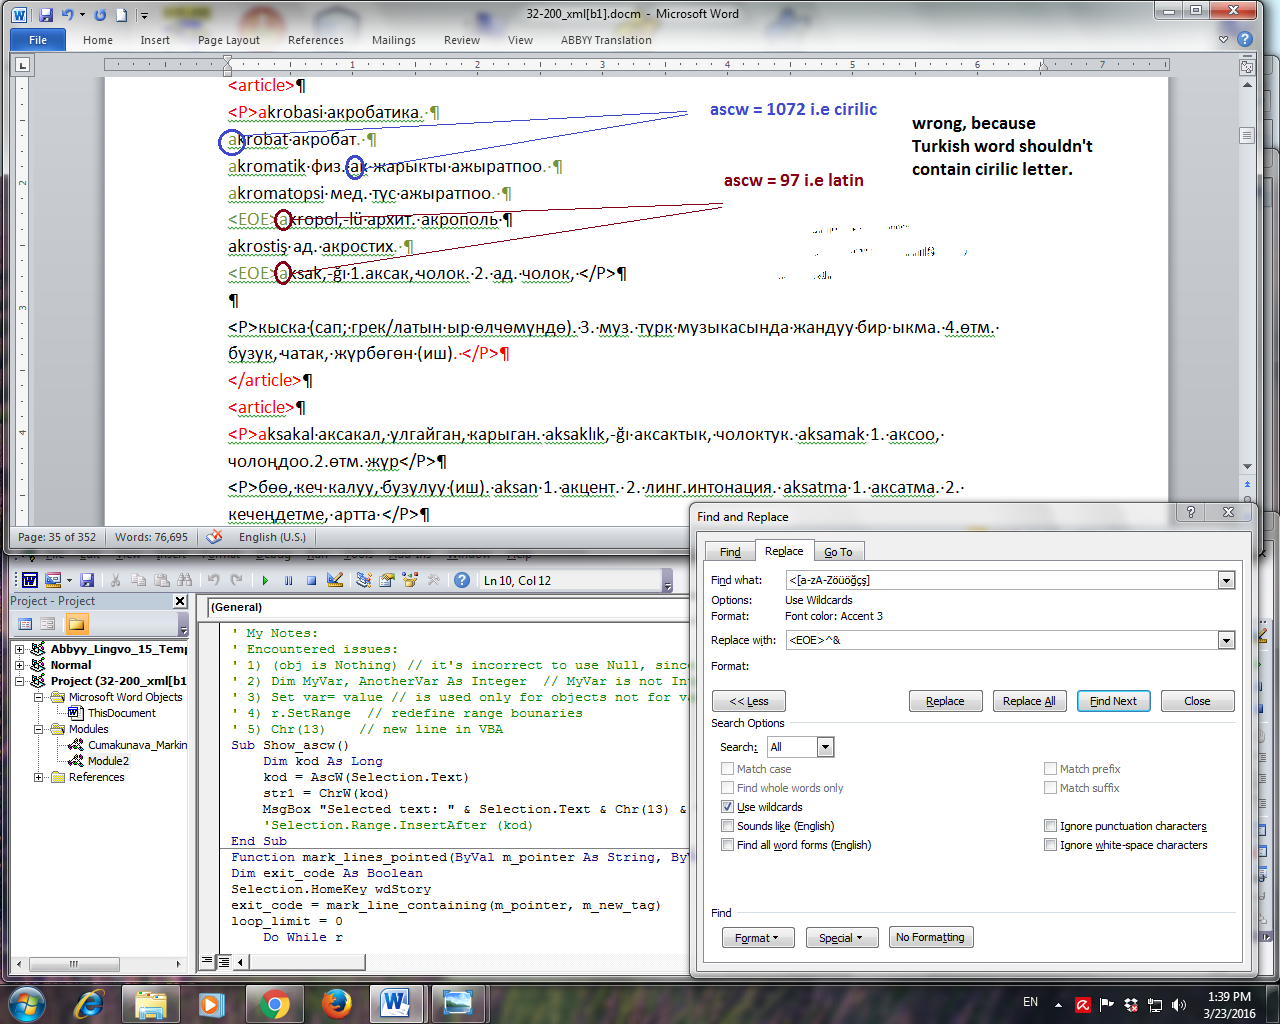 32-200_xml[b1].docm - Microsoft Word
File Home Insert Page Layout References Mailings Review View ABBYY Translation
1 2 3 4 5 6 7
<article>¶
<P>akrobasi·акробатика.·¶
аkrobat·акробат.·¶
akromatik·физ.·ак·жарыкты·ажыратпоо.·¶
akromatopsi·мед.·түс·ажыратпоо.·¶
<EOE>akropol,-lü·архит.·акрополь·¶
akrostiş·ад.·акростих.·¶
<EOE>aksak,-ğı·1.аксак,чолок.·2.·ад.·чолок,·</P>¶
¶
<P>кыска·(сап;·грек/латын·ыр·өлчөмүндө).·3.·муз.·түрк·музыкасында·жандуу·бир·ыкма.·4.өтм.·
бузук,·чатак,·жүрбөгөн·(иш).·</P>¶
</article>¶
<article>¶
<P>aksakal·аксакал,·улгайган,карыган.·aksaklık,-ğı·аксактык,·чолоктук.·aksamak·1.·аксоо,·
чолоңдоо.2.өтм.·жүр</P>¶
<P>бөө,·кеч·калуу,·бузулуу·(иш).·aksan·1.·акцент.·2.·линг.интонация.·aksatma·1.·аксатма.·2.·
кечеңдетме,·артта·</P>¶
ascw = 1072 i.e cirilic
ascw = 97 i.e latin
wrong, because
Turkish word shouldn't
contain cirilic letter.
Page: 35 of 352 Words: 76,695 English (U.S.)
Ln 10, Col 12
Project - Project
Abbyy_Lingvo_15_Temp
Normal
Project (32-200_xml[b1
Microsoft Word Objects
ThisDocument
Modules
Cumakunava_Markin
Module2
References
(General)
' My Notes:
' Encountered issues:
' 1) (obj is Nothing) // it's incorrect to use Null, since
' 2) Dim MyVar, AnotherVar As Integer  // MyVar is not In
' 3) Set var= value // is used only for objects not for va
' 4) r.SetRange  // redefine range bounaries
' 5) Chr(13)    // new line in VBA
Sub Show_ascw()
Dim kod As Long
kod = AscW(Selection.Text)
str1 = ChrW(kod)
MsgBox "Selected text: " & Selection.Text & Chr(13) &
'Selection.Range.InsertAfter (kod)
End Sub
Function mark_lines_pointed(ByVal m_pointer As String, ByV
Dim exit_code As Boolean
Selection.HomeKey wdStory
exit_code = mark_line_containing(m_pointer, m_new_tag)
loop_limit = 0
Do While r
Find and Replace
Find Replace Go To
Find what: <[a-zA-Zöüöğçş]
Options: Use Wildcards
Format: Font color: Accent 3
Replace with: <EOE>^&
Format:
<< Less Replace Replace All Find Next Close
Search Options
Search: All
Match case Match prefix
Find whole words only Match suffix
Use wildcards
Sounds like (English) Ignore punctuation characters
Find all word forms (English) Ignore white-space characters
Find
Format Special No Formatting
EN 1:39 PM
3/23/2016